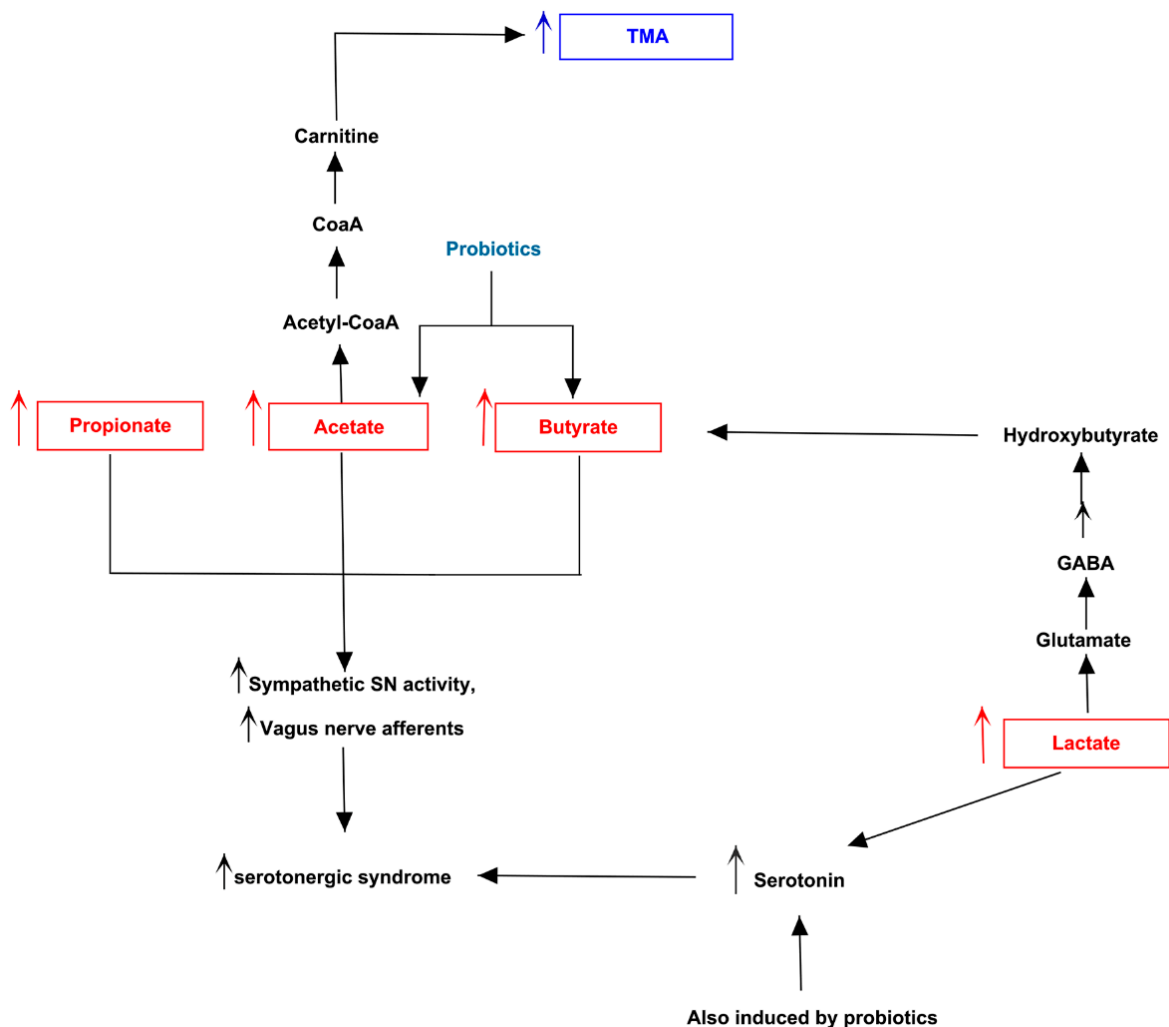 TMA
Carnitine
CoaA
Probiotics
Acetyl-CoaA
Propionate
Acetate
Butyrate
Hydroxybutyrate
GABA
Glutamate
Sympathetic SN activity,
Vagus nerve afferents
Lactate
serotonergic syndrome
Serotonin
Also induced by probiotics